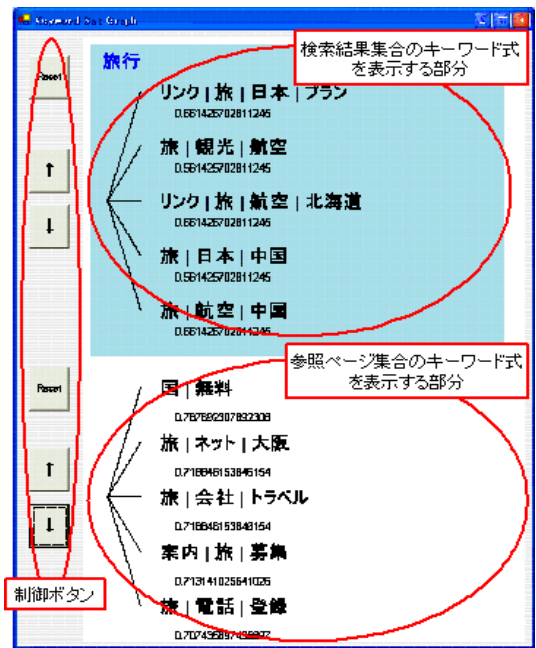 Keyword Set Graph
検索結果集合のキーワード式
を表示する部分
旅行
Reset
リンク | 旅 | 日本 | プラン
0.561425702811245
旅 | 観光 | 航空
0.561425702811245
↑
リンク | 旅 | 航空 | 北海道
0.561425702811245
↓
旅 | 日本 | 中国
0.561425702811245
旅 | 航空 | 中国
0.561425702811245
参照ページ集合のキーワード式
を表示する部分
Reset
国 | 無料
0.767692307692308
旅 | ネット | 大阪
0.716646153846154
↑
旅 | 会社 | トラベル
0.716646153846154
↓
案内 | 旅 | 募集
0.713141025641026
制御ボタン
旅 | 電話 | 登録